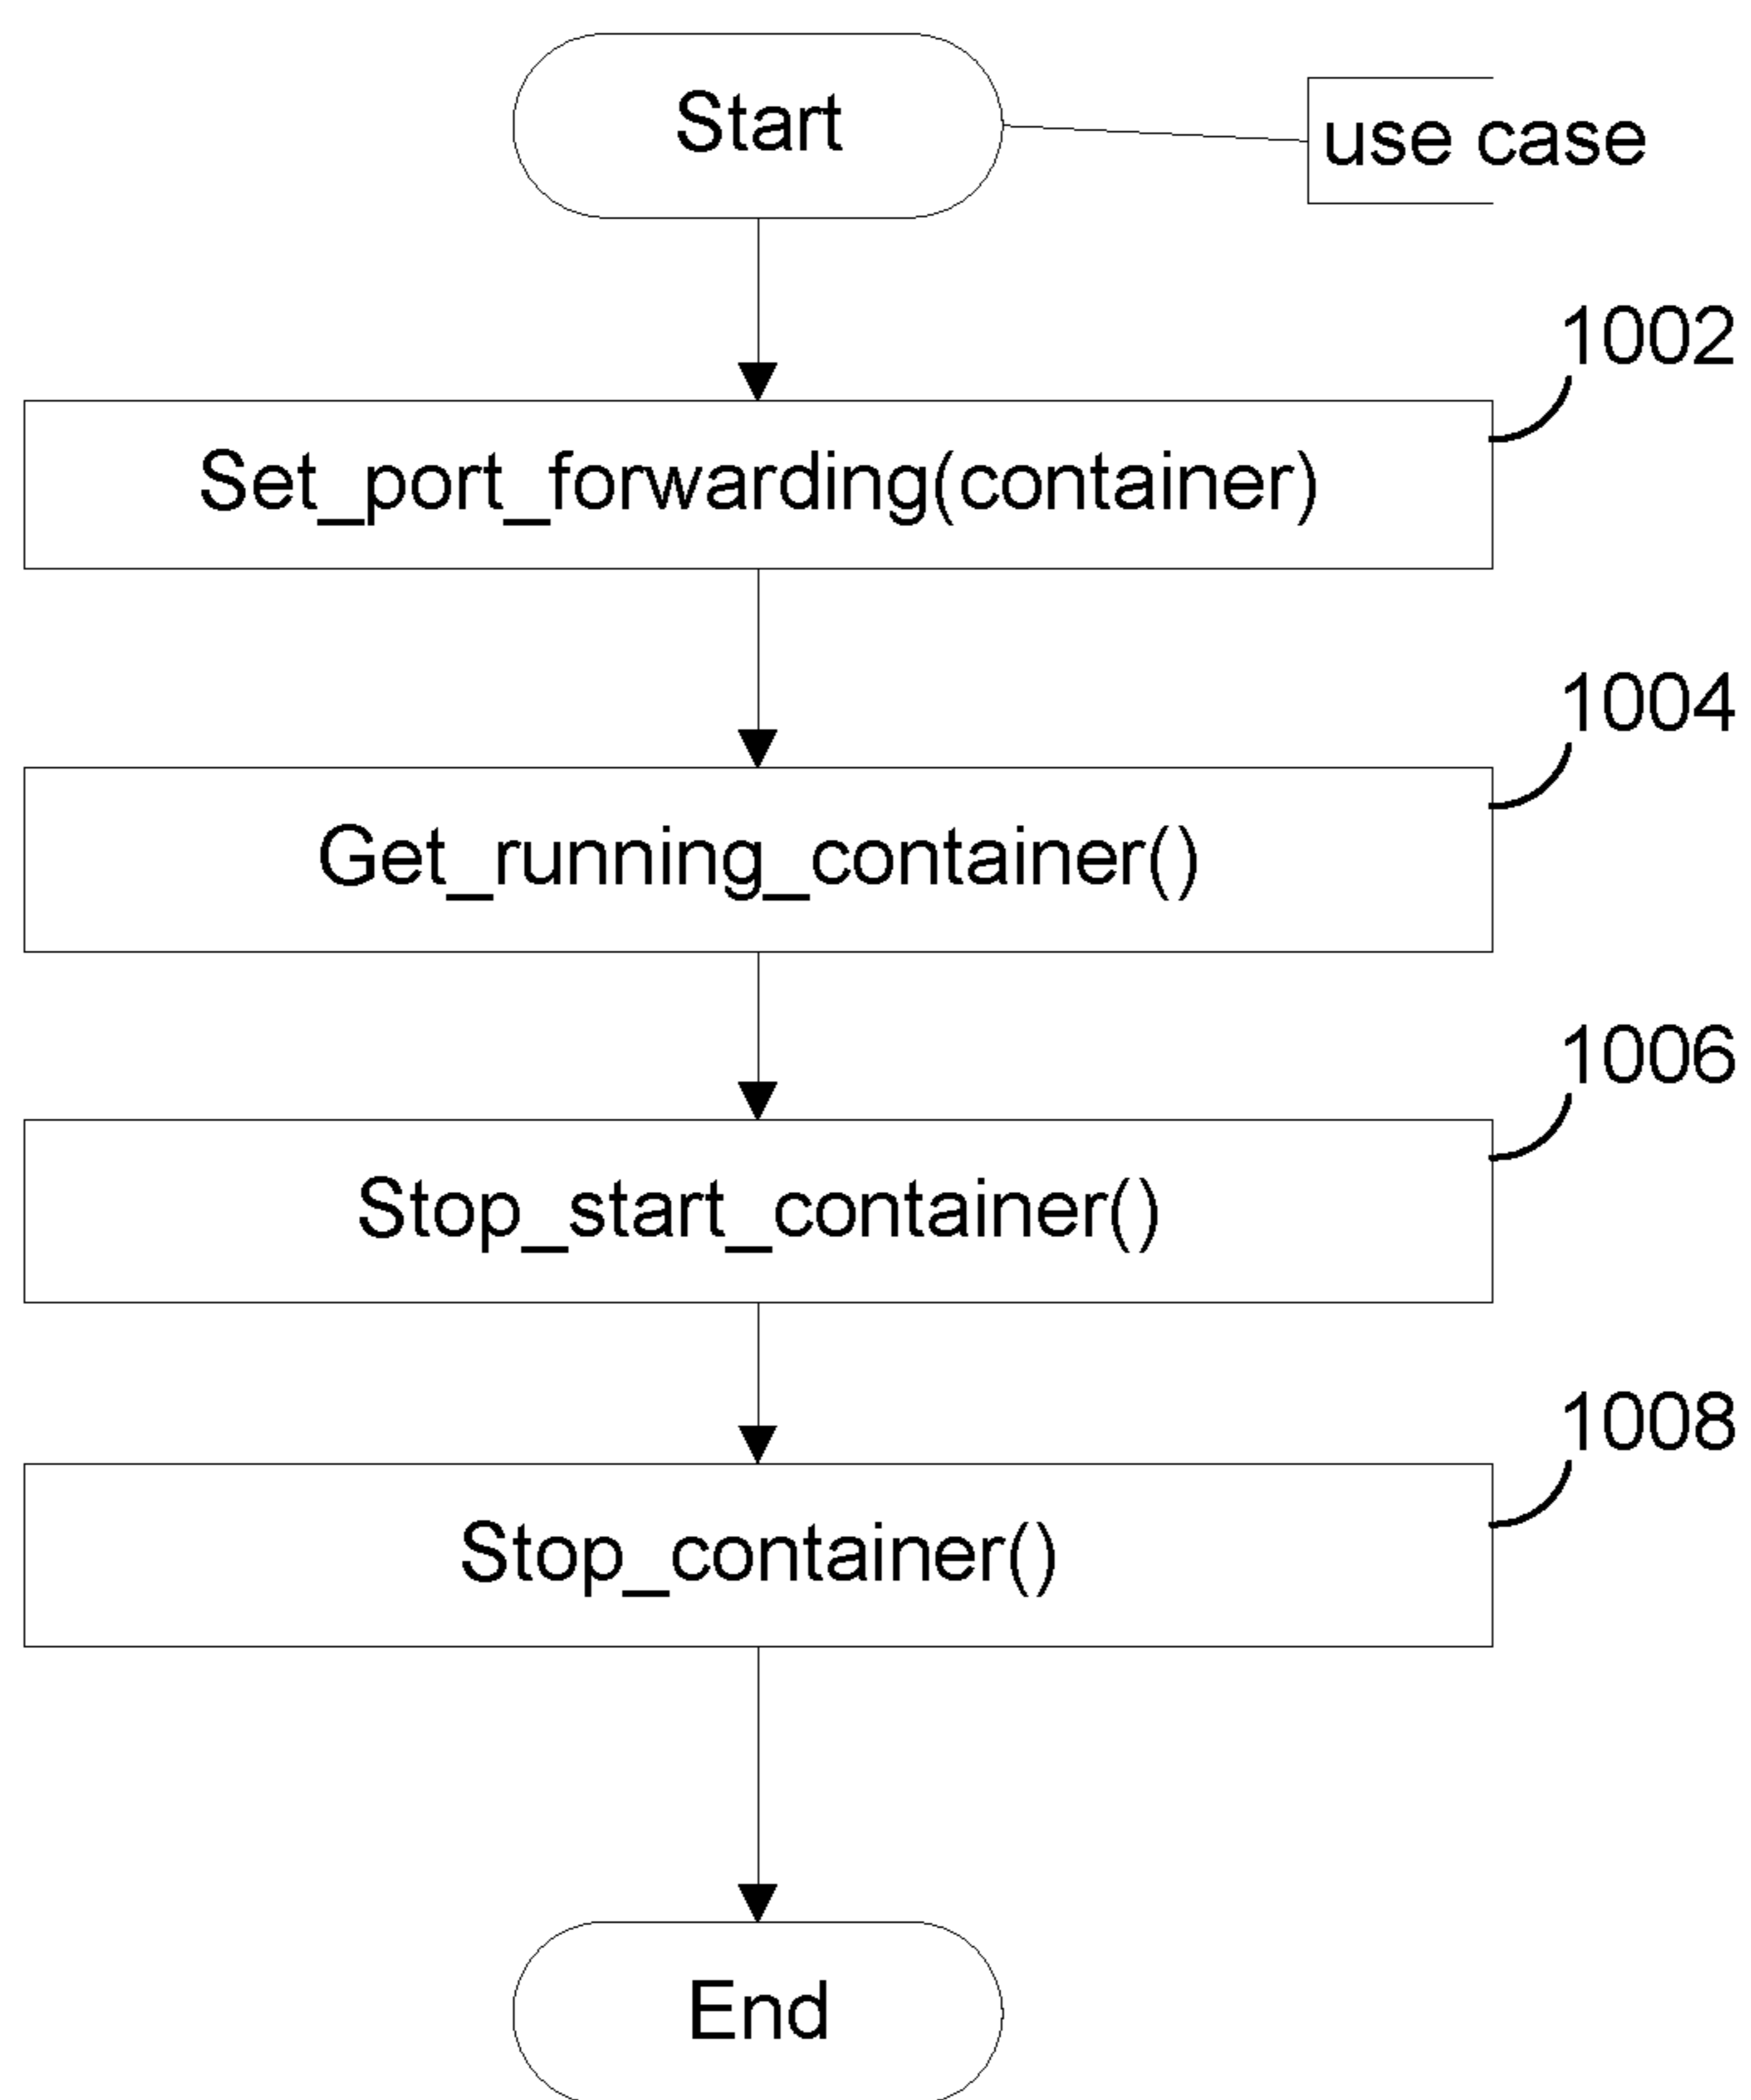 Start
use case
1002
Set_port_forwarding(container)
1004
Get_running_container()
1006
Stop_start_container()
1008
Stop_container()
End